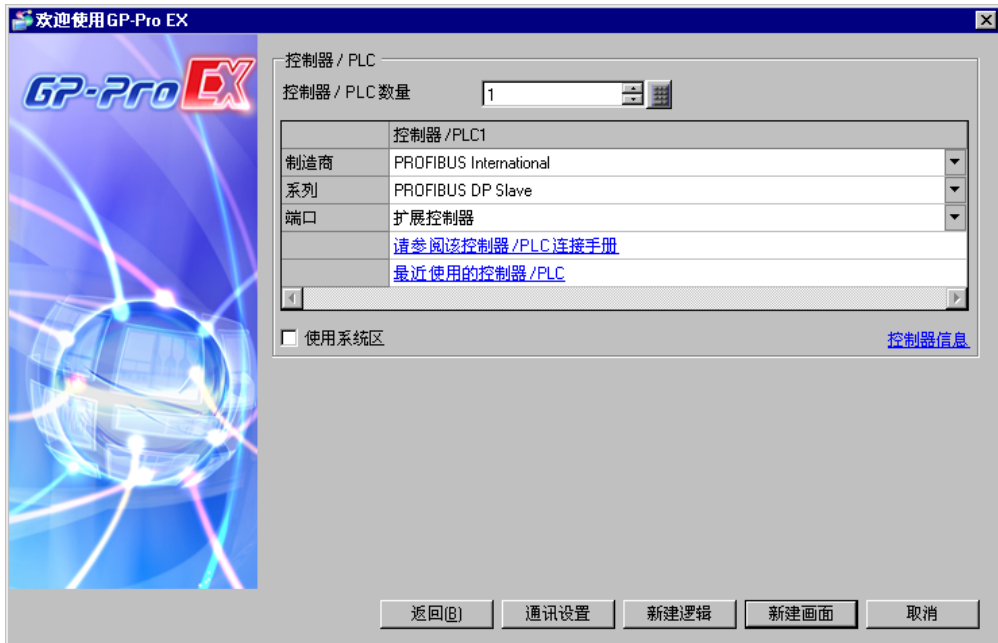 欢迎使用GP-Pro EX
GP-Pro EX
控制器 / PLC
控制器 / PLC数量 1
控制器 /PLC1
制造商 PROFIBUS International
系列 PROFIBUS DP Slave
端口 扩展控制器
请参阅该控制器 /PLC连接手册
最近使用的控制器 /PLC
使用系统区 控制器信息
返回(B) 通讯设置 新建逻辑 新建画面 取消